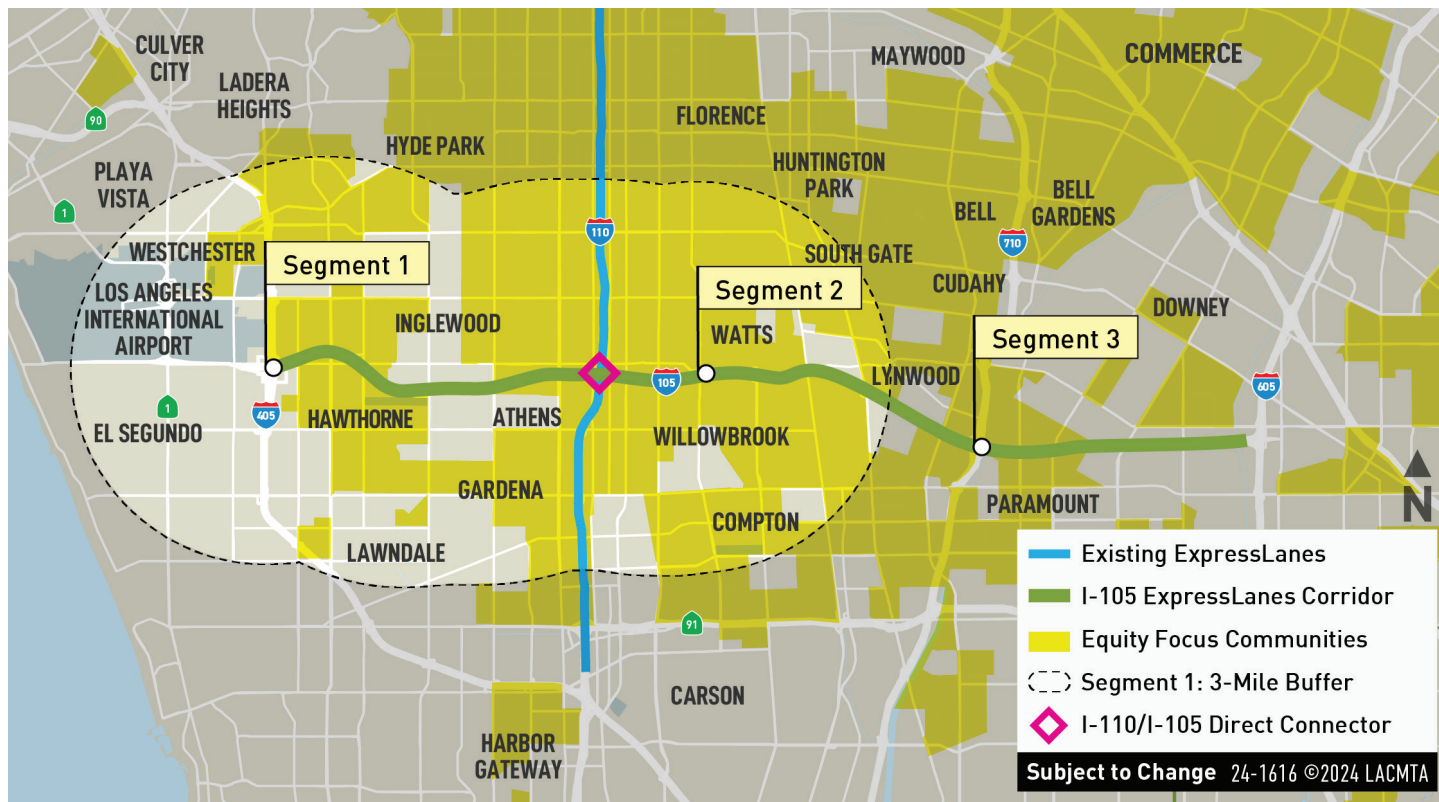 CULVER
CITY
LADERA
HEIGHTS
MAYWOOD
COMMERCE
90
FLORENCE
HYDE PARK
HUNTINGTON
PARK
PLAYA
VISTA
BELL
GARDENS
BELL
1
110
710
WESTCHESTER
SOUTH GATE
Segment 1
CUDAHY
LOS ANGELES
INTERNATIONAL
AIRPORT
Segment 2
DOWNEY
INGLEWOOD
WATTS
Segment 3
105
LYNWOOD
605
1
405
EL SEGUNDO
HAWTHORNE
ATHENS
WILLOWBROOK
GARDENA
PARAMOUNT
N
COMPTON
LAWNDALE
91
CARSON
HARBOR
GATEWAY
Existing ExpressLanes
I-105 ExpressLanes Corridor
Equity Focus Communities
Segment 1: 3-Mile Buffer
I-110/I-105 Direct Connector
Subject to Change 24-1616 ©2024 LACMTA